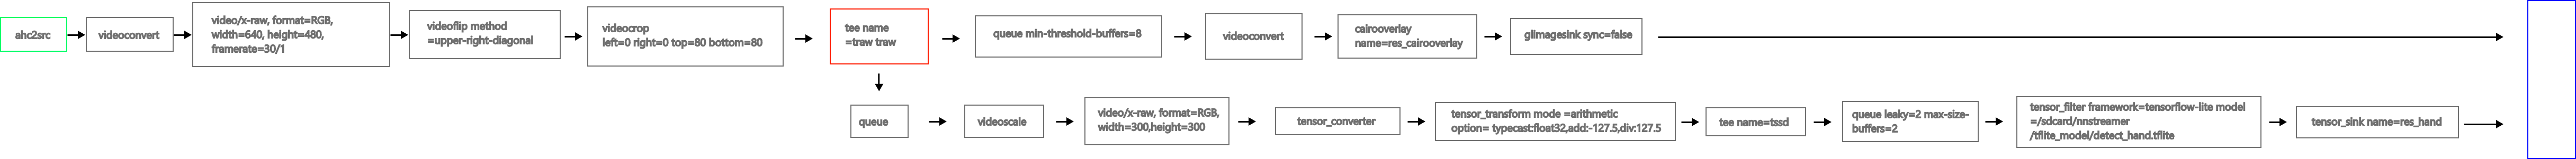 ahc2src
videoconvert
video/x-raw, format=RGB,
width=640, height=480,
framerate=30/1
videoflip method
=upper-right-diagonal
videocrop
left=0 right=0 top=80 bottom=80
tee name
=traw traw
queue min-threshold-buffers=8
videoconvert
cairooverlay
name=res_cairooverlay
glimagesink sync=false
queue
videoscale
video/x-raw, format=RGB,
width=300,height=300
tensor_converter
tensor_transform mode =arithmetic
option= typecast:float32,add:-127.5,div:127.5
tee name=tssd
queue leaky=2 max-size-
buffers=2
tensor_filter framework=tensorflow-lite model
=/sdcard/nnstreamer
/tflite_model/detect_hand.tflite
tensor_sink name=res_hand